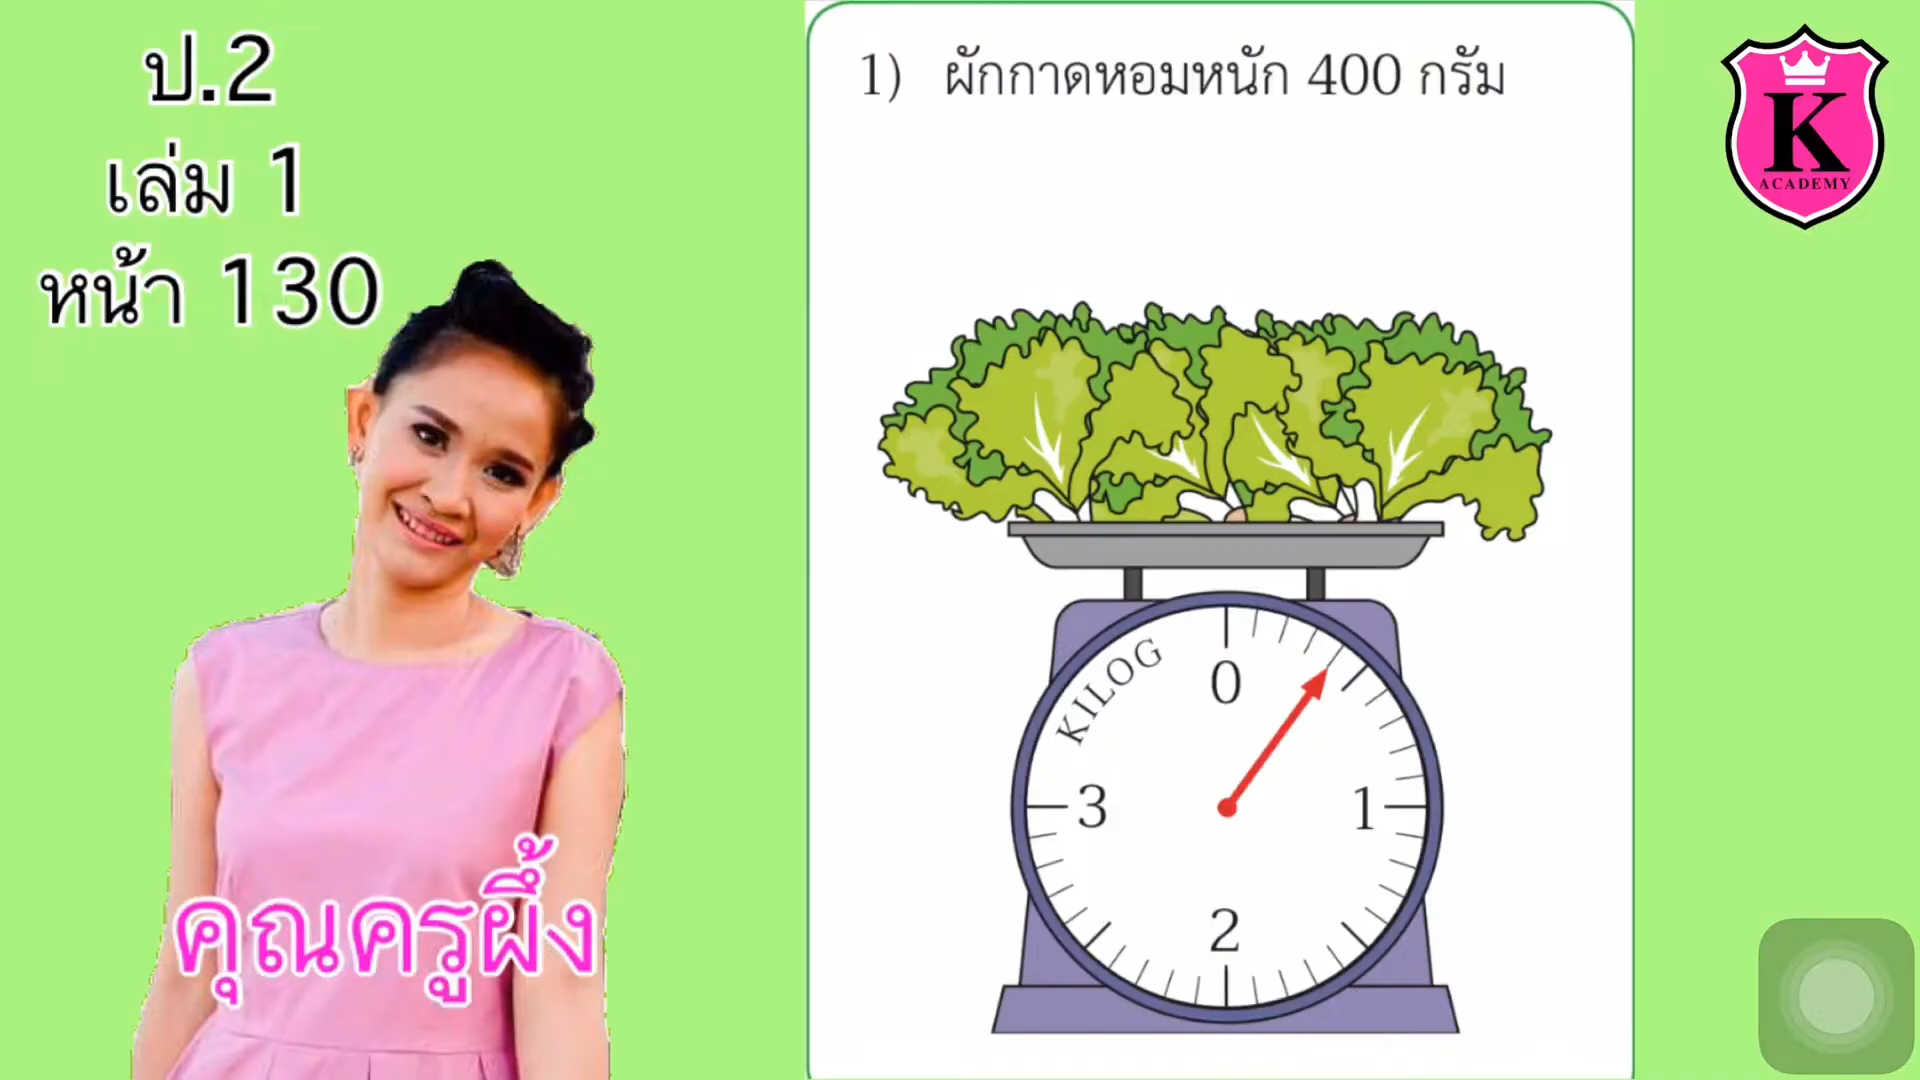 ป.2
เล่ม 1
หน้า 130
คุณครูผึ้ง
1) ผักกาดหอมหนัก 400 กรัม
KILOG
0
1
2
3
K
ACADEMY